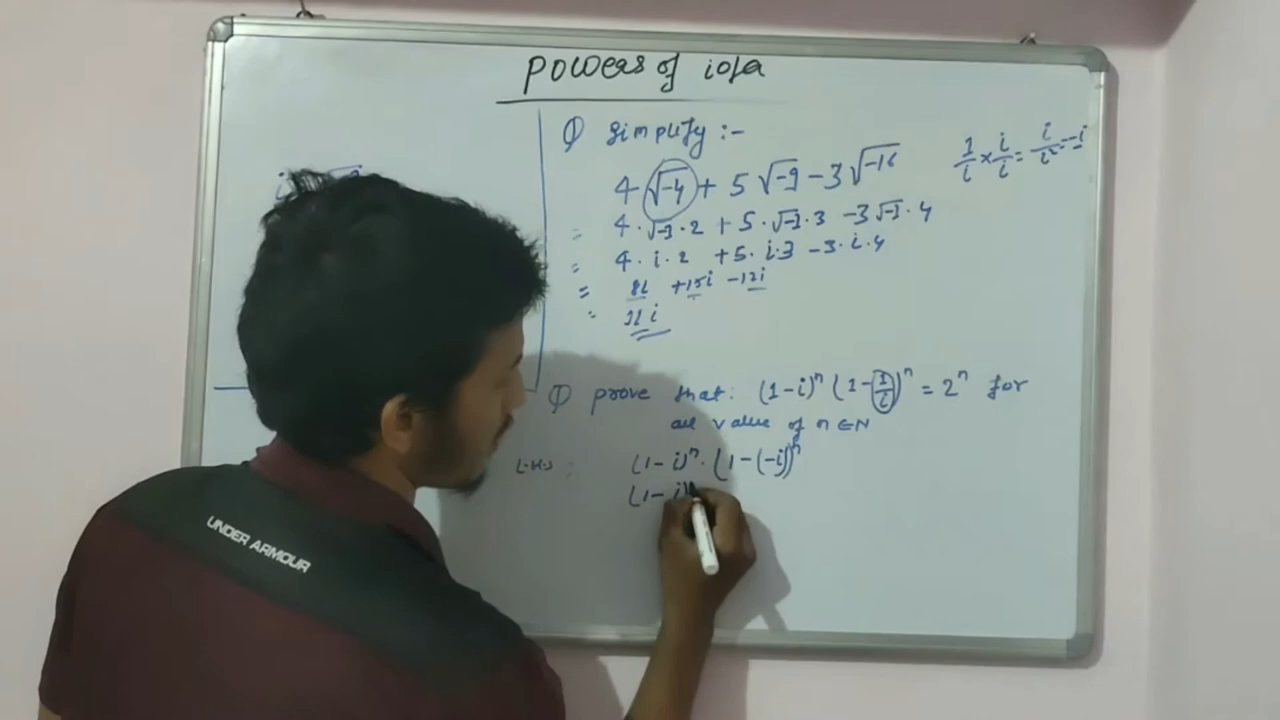 Powers of iota
Q simplify :-
1/i × i/i = i/i² = -i
4 √-4 + 5 √-9 - 3 √-16
= 4 · √-1 · 2 + 5 · √-1 · 3 - 3 √-1 · 4
= 4 · i · 2 + 5 · i · 3 - 3 · i · 4
= 8i + 15i - 12i
= 11 i
Q prove that: (1-i)ⁿ (1-1/i)ⁿ = 2ⁿ for
all value of n ∈ N
L.H.S : (1-i)ⁿ · (1-(-i))ⁿ
(1-i)
UNDER ARMOUR